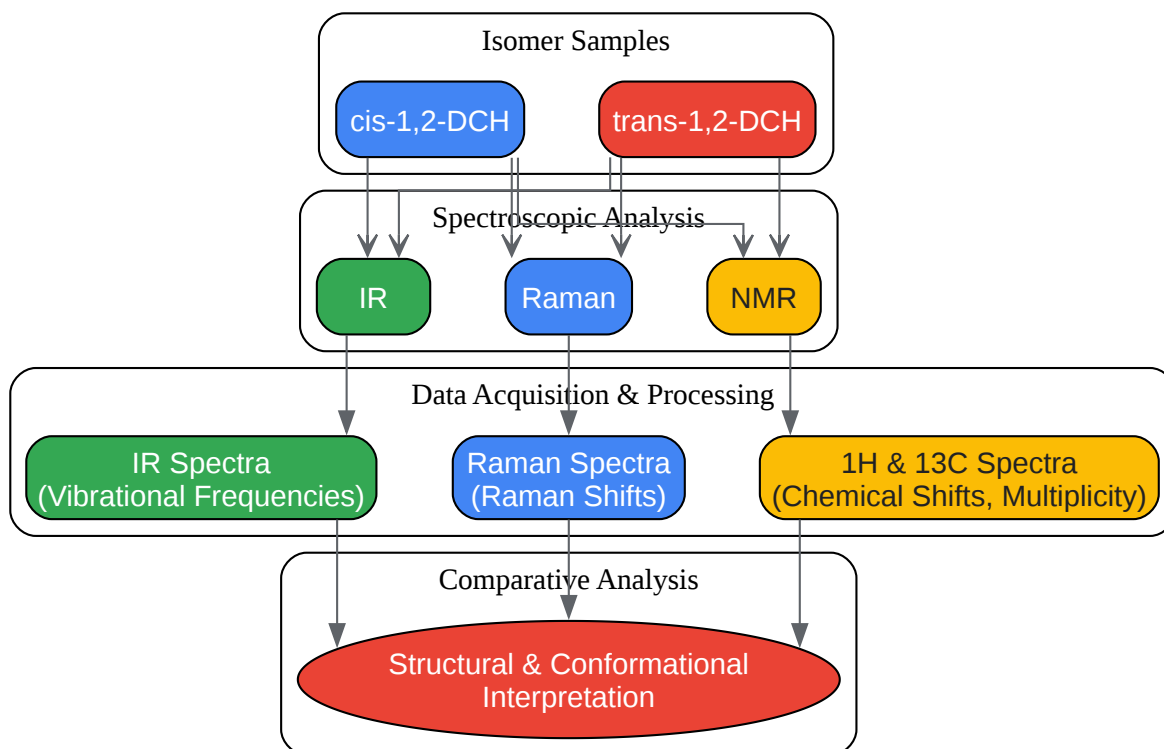 Isomer Samples
cis-1,2-DCH
trans-1,2-DCH
Spectroscopic Analysis
IR
Raman
NMR
Data Acquisition & Processing
IR Spectra
(Vibrational Frequencies)
Raman Spectra
(Raman Shifts)
1H & 13C Spectra
(Chemical Shifts, Multiplicity)
Comparative Analysis
Structural & Conformational
Interpretation